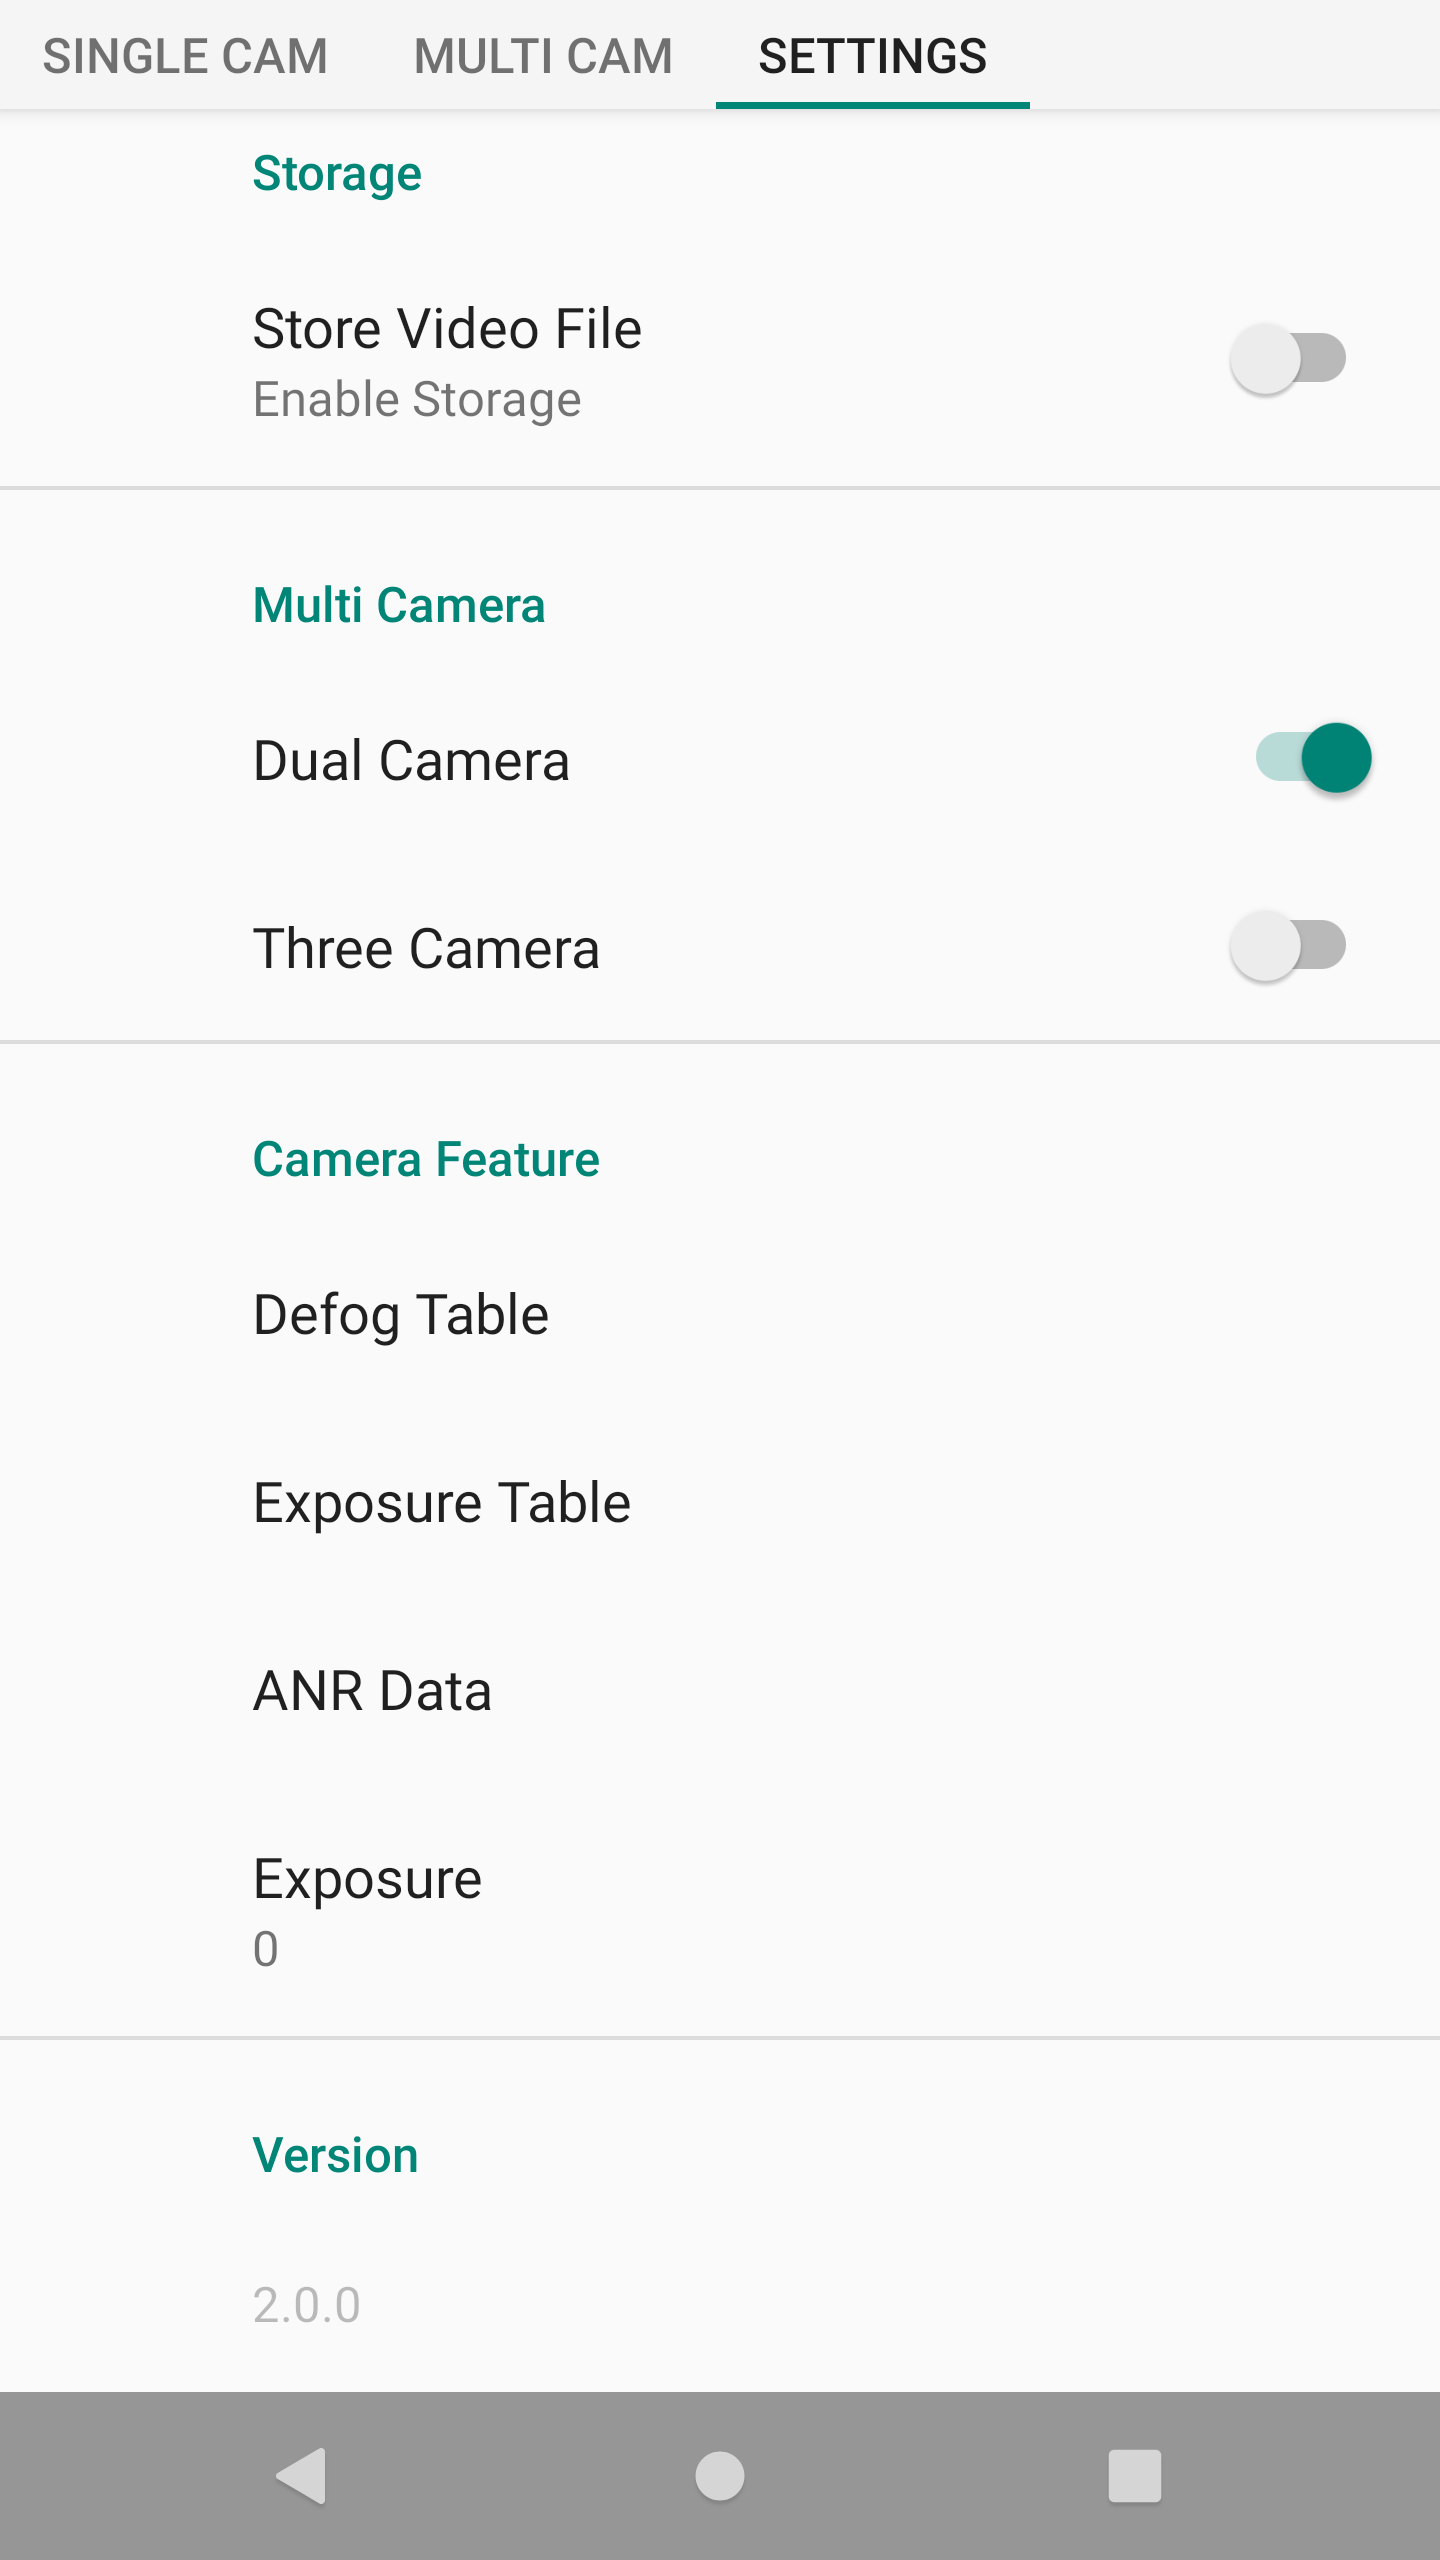 SINGLE CAM MULTI CAM SETTINGS
Storage
Store Video File
Enable Storage
Multi Camera
Dual Camera
Three Camera
Camera Feature
Defog Table
Exposure Table
ANR Data
Exposure
0
Version
2.0.0